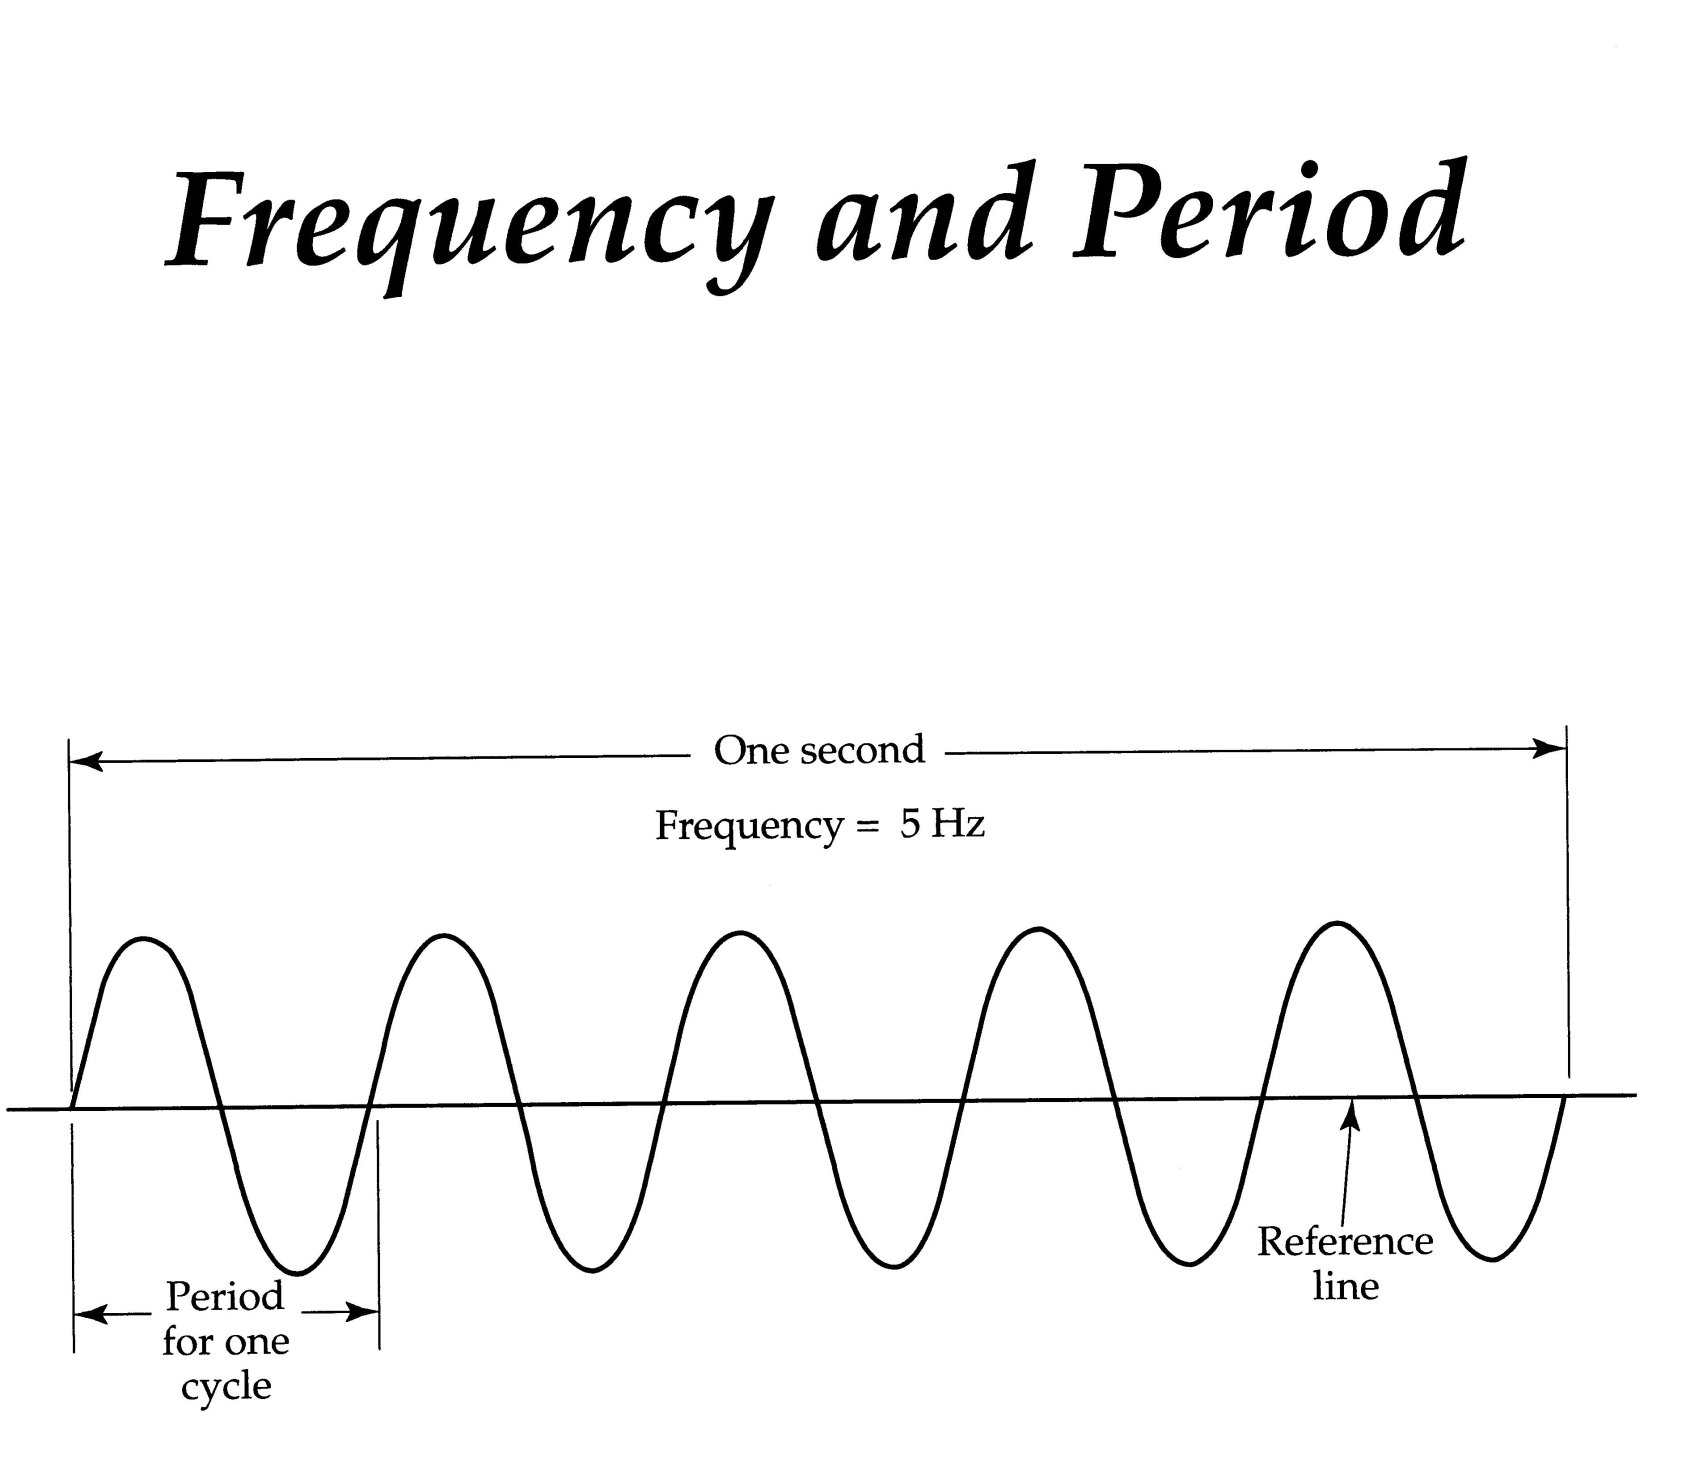 Frequency and Period
One second
Frequency = 5 Hz
Reference
line
Period
for one
cycle